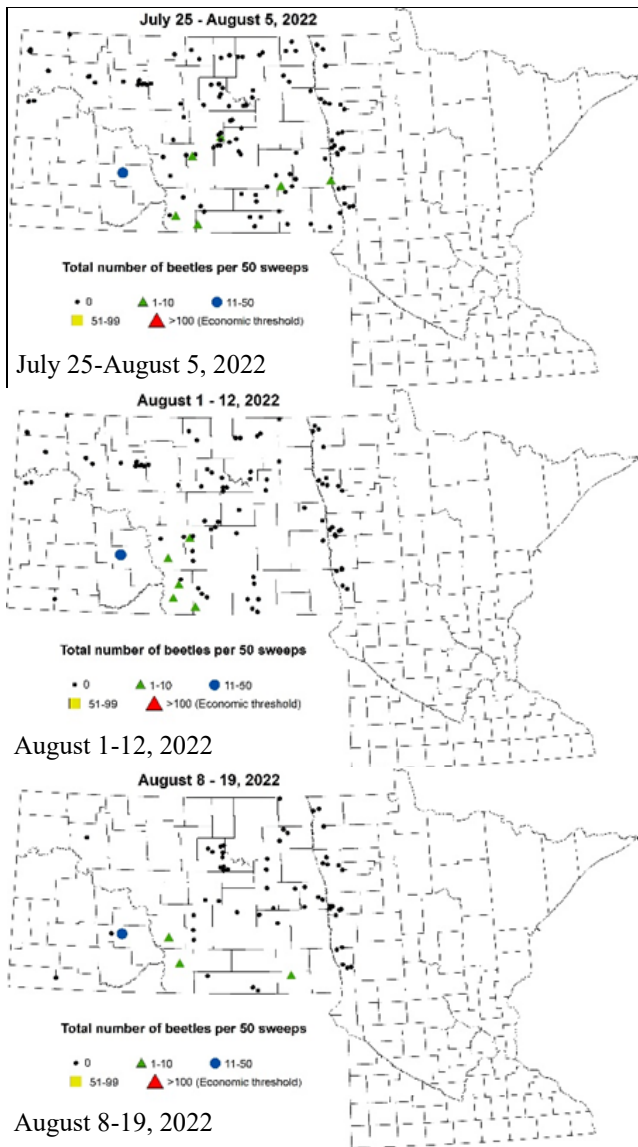 July 25 - August 5, 2022
Total number of beetles per 50 sweeps
0 1-10 11-50
51-99 >100 (Economic threshold)
July 25-August 5, 2022
August 1 - 12, 2022
Total number of beetles per 50 sweeps
0 1-10 11-50
51-99 >100 (Economic threshold)
August 1-12, 2022
August 8 - 19, 2022
Total number of beetles per 50 sweeps
0 1-10 11-50
51-99 >100 (Economic threshold)
August 8-19, 2022